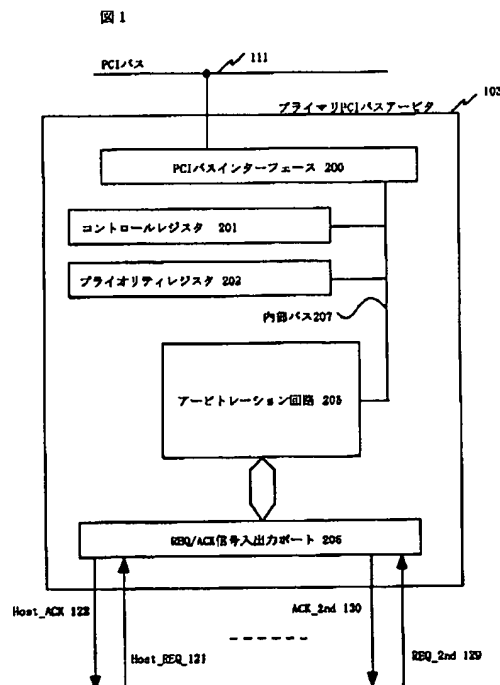 図1
PCIバス
111
プライマリPCIバスアービタ
103
PCIバスインターフェース 200
コントロールレジスタ 201
プライオリティレジスタ 202
内部バス207
アービトレーション回路 205
REQ/ACK信号入出力ポート 206
Host_ACK 122
ACK_2nd 130
Host_REQ 121
REQ_2nd 129